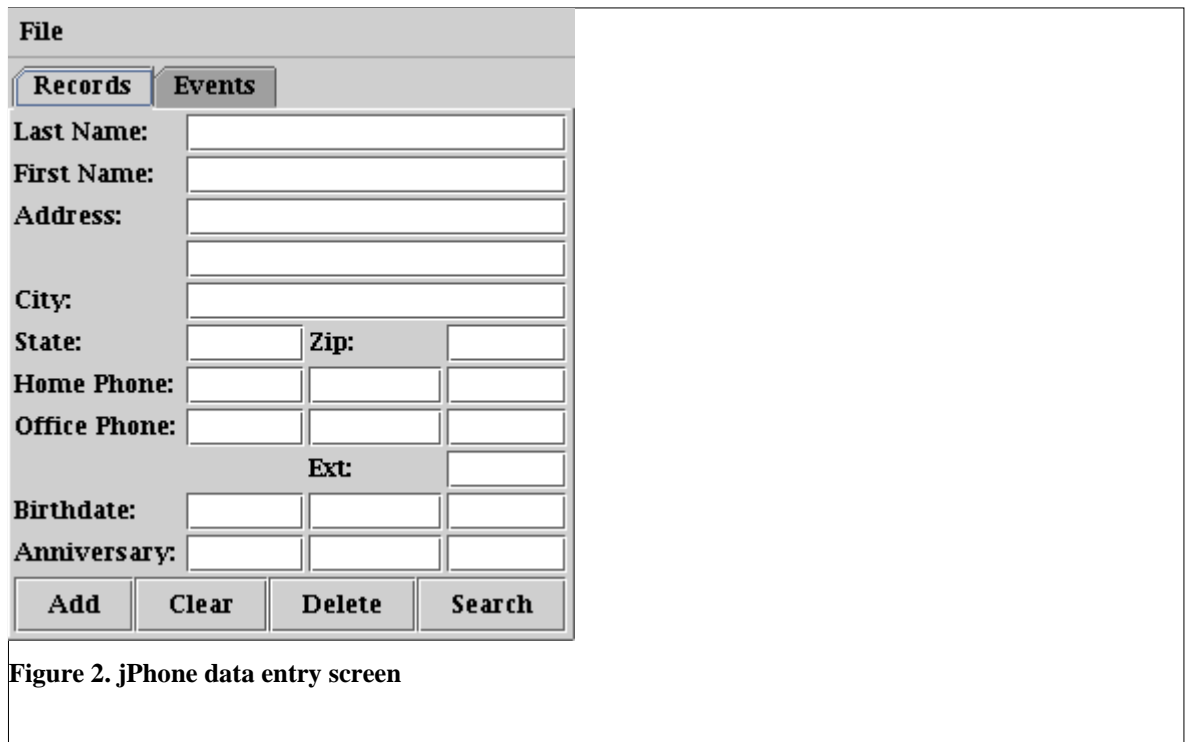 File
Records Events
Last Name:
First Name:
Address:
City:
State: Zip:
Home Phone:
Office Phone:
Ext:
Birthdate:
Anniversary:
Add Clear Delete Search
Figure 2. jPhone data entry screen